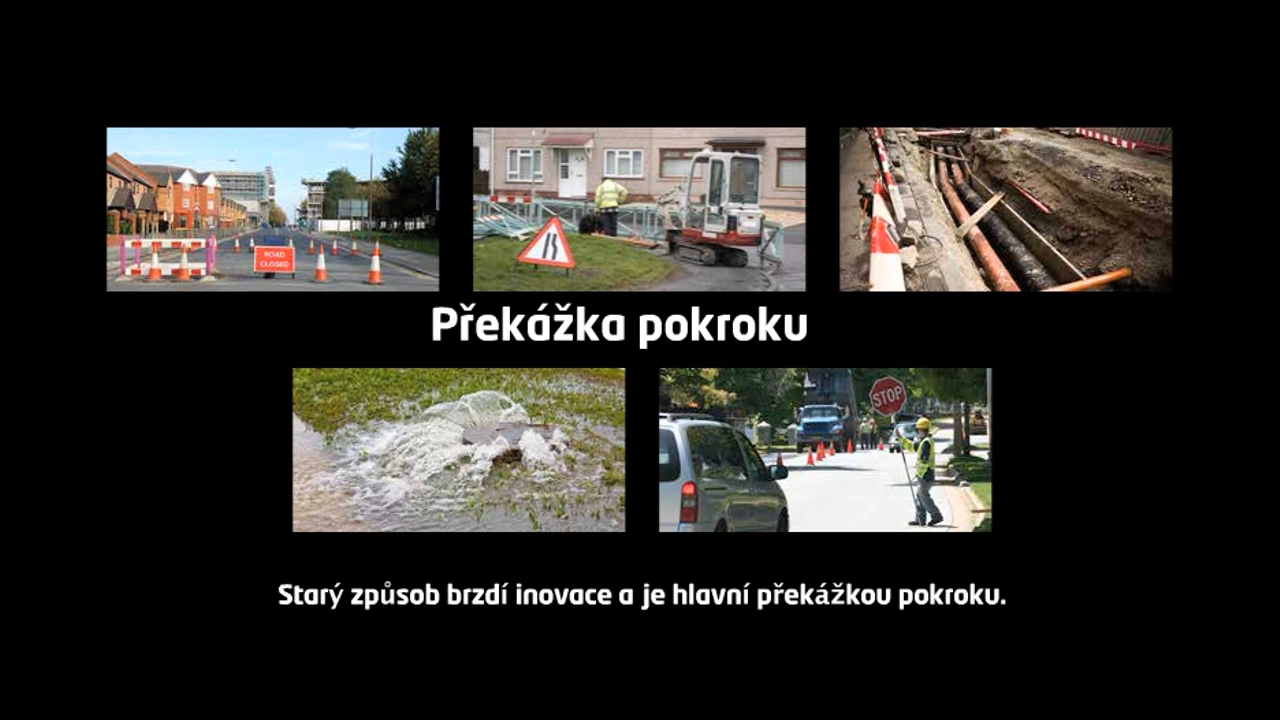 ROAD
CLOSED
Překážka pokroku
STOP
Starý způsob brzdí inovace a je hlavní překážkou pokroku.